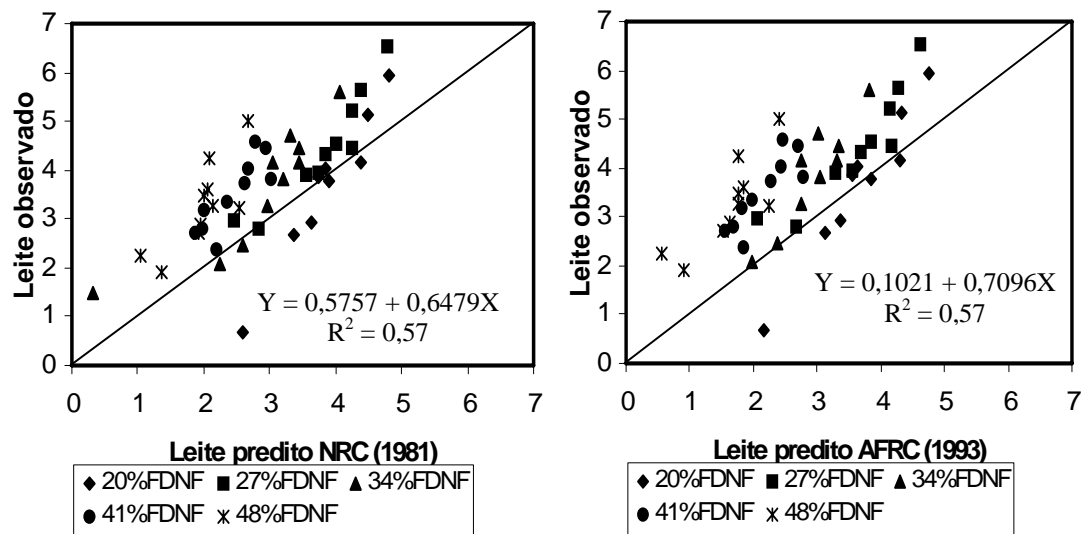 7
6
5
4
3
2
1
0
Leite observado
Y = 0,5757 + 0,6479X
R² = 0,57
0 1 2 3 4 5 6 7
Leite predito NRC (1981)
20%FDNF 27%FDNF 34%FDNF
41%FDNF 48%FDNF
7
6
5
4
3
2
1
0
Leite observado
Y = 0,1021 + 0,7096X
R² = 0,57
0 1 2 3 4 5 6 7
Leite predito AFRC (1993)
20%FDNF 27%FDNF 34%FDNF
41%FDNF 48%FDNF